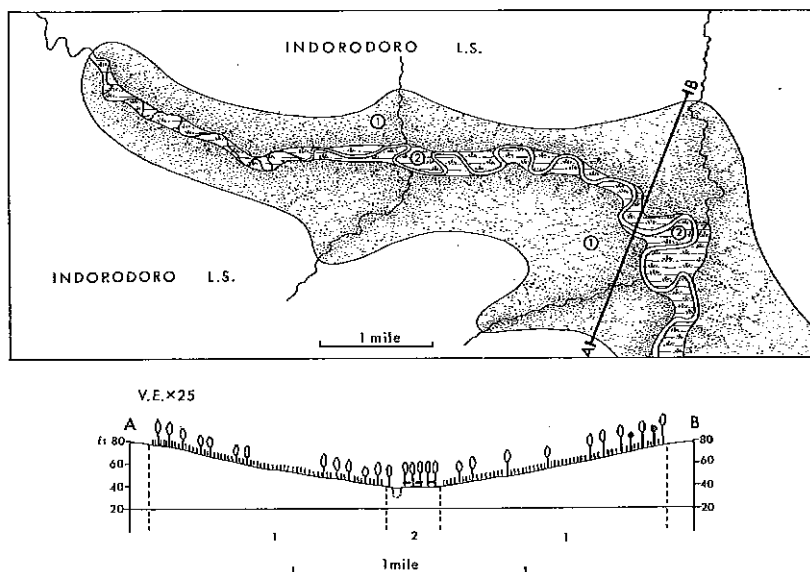 INDORODORO L.S.
1
2
1
2
INDORODORO L.S.
B
A
1 mile
V.E.×25
A B
ft 80 80
60 60
40 40
20 20
1 2 1
1mile